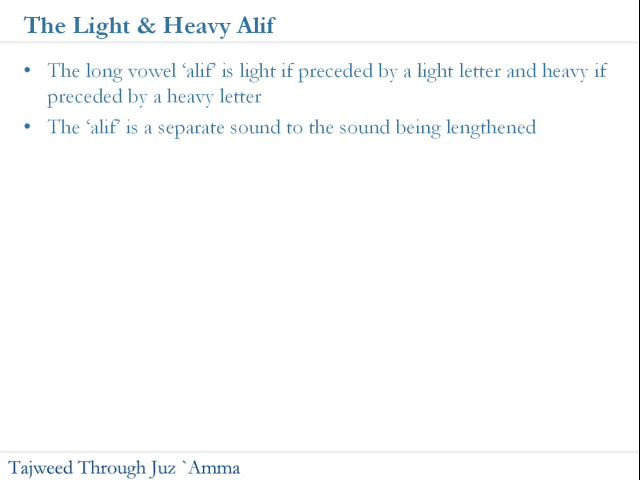 The Light & Heavy Alif
• The long vowel ‘alif’ is light if preceded by a light letter and heavy if
preceded by a heavy letter
• The ‘alif’ is a separate sound to the sound being lengthened
Tajweed Through Juz `Amma